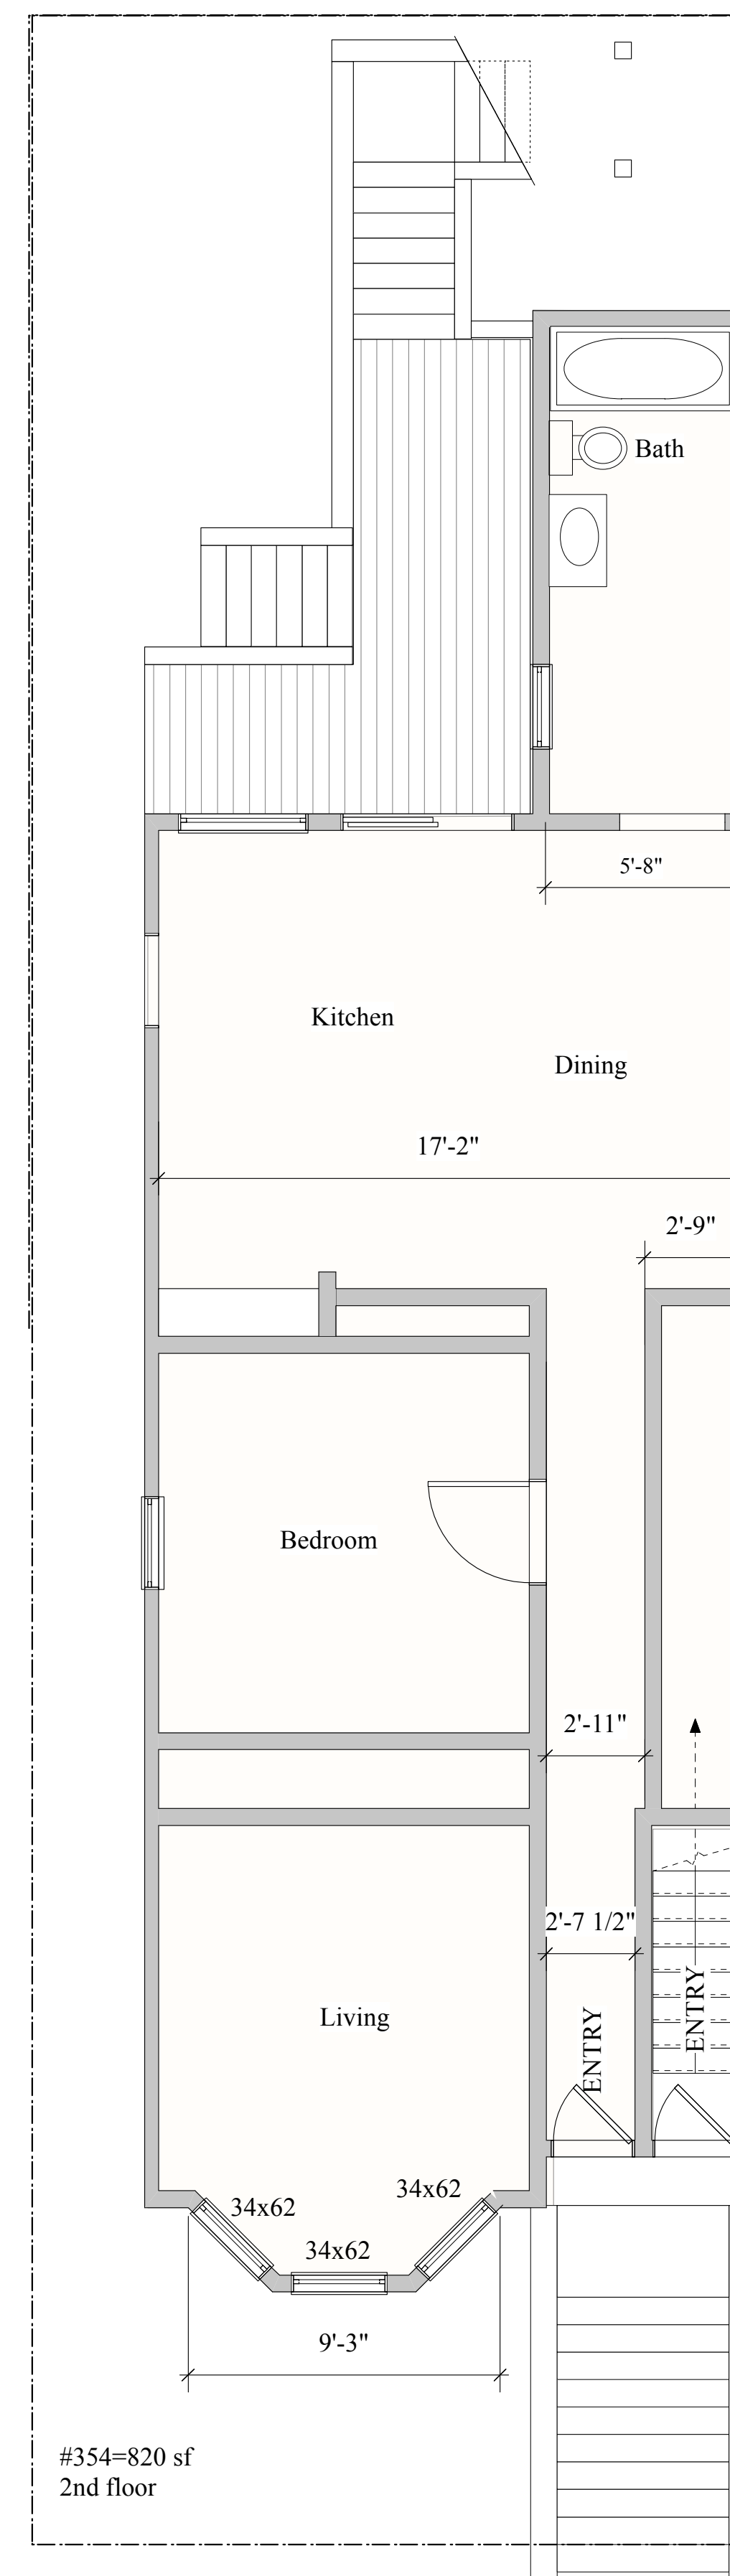 Bath
5'-8"
Kitchen
Dining
17'-2"
2'-9"
Bedroom
2'-11"
2'-7 1/2"
ENTRY
ENTRY
Living
34x62
34x62
34x62
9'-3"
#354=820 sf
2nd floor